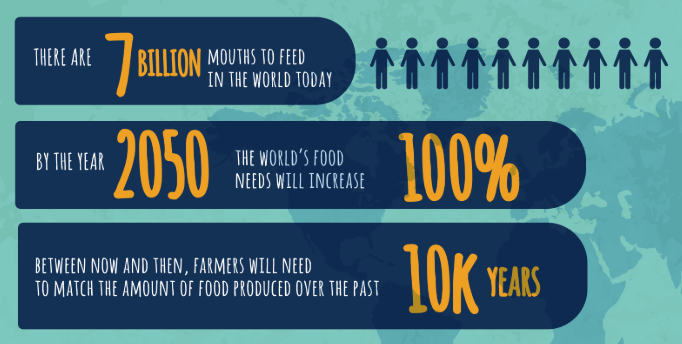 THERE ARE 7 BILLION MOUTHS TO FEED
IN THE WORLD TODAY
BY THE YEAR 2050 THE WORLD'S FOOD
NEEDS WILL INCREASE 100%
BETWEEN NOW AND THEN, FARMERS WILL NEED
TO MATCH THE AMOUNT OF FOOD PRODUCED OVER THE PAST 10K YEARS